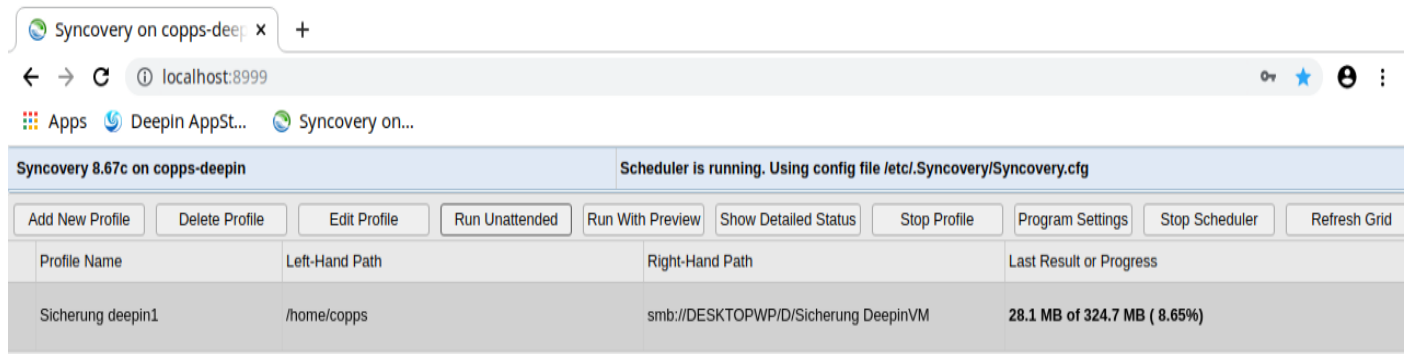 Syncovery on copps-deep
localhost:8999
Apps Deepin AppSt... Syncovery on...
Syncovery 8.67c on copps-deepin Scheduler is running. Using config file /etc/.Syncovery/Syncovery.cfg
Add New Profile Delete Profile Edit Profile Run Unattended Run With Preview Show Detailed Status Stop Profile Program Settings Stop Scheduler Refresh Grid
Profile Name Left-Hand Path Right-Hand Path Last Result or Progress
Sicherung deepin1 /home/copps smb://DESKTOPWP/D/Sicherung DeepinVM 28.1 MB of 324.7 MB ( 8.65%)